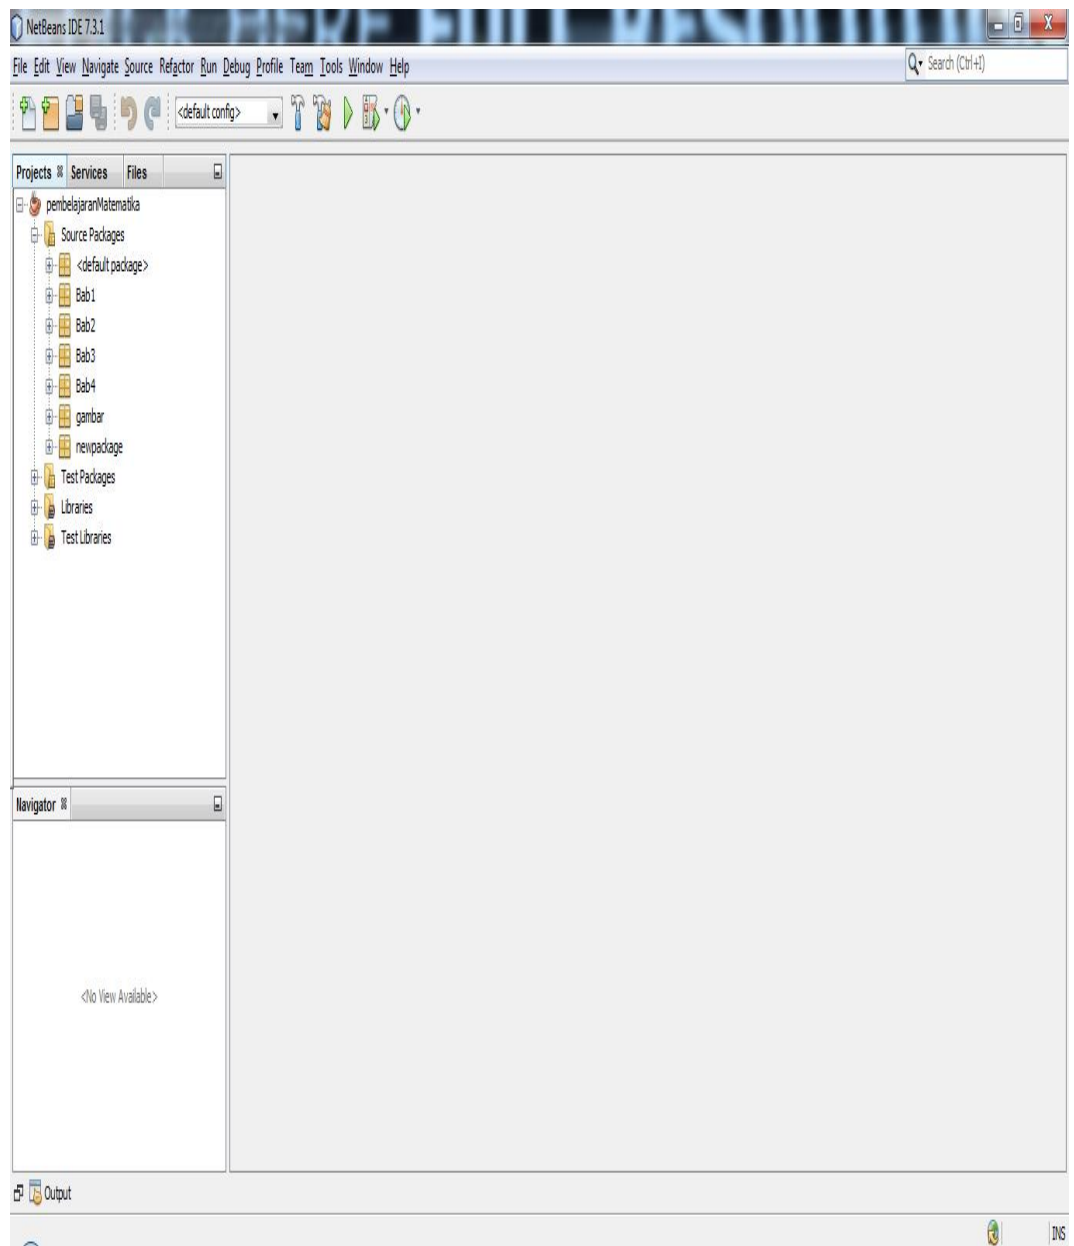 NetBeans IDE 7.3.1
File Edit View Navigate Source Refactor Run Debug Profile Team Tools Window Help
Search (Ctrl+I)
<default config>
Projects Services Files
pembelajaranMatematika
Source Packages
<default package>
Bab1
Bab2
Bab3
Bab4
gambar
newpackage
Test Packages
Libraries
Test Libraries
Navigator
<No View Available>
Output
INS